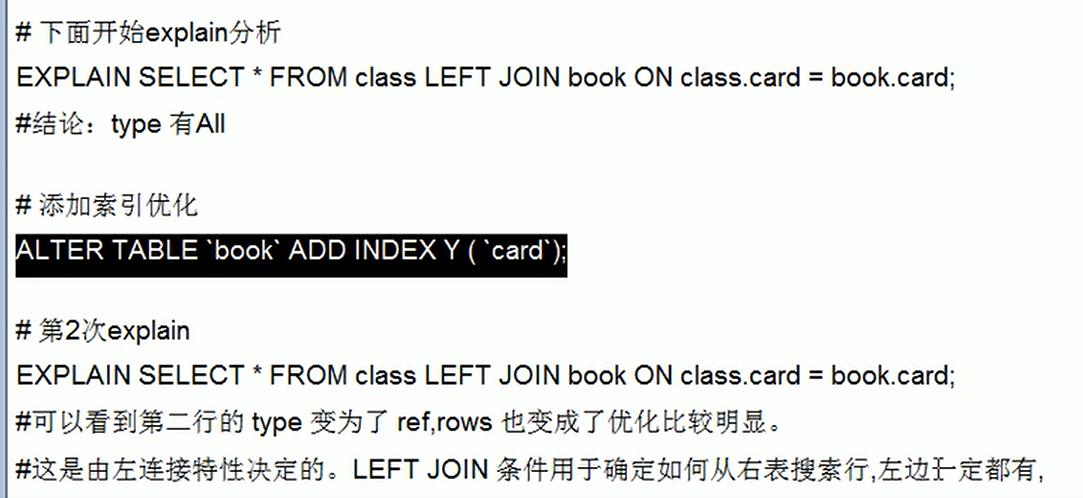 # 下面开始explain分析
EXPLAIN SELECT * FROM class LEFT JOIN book ON class.card = book.card;
#结论：type 有All
# 添加索引优化
ALTER TABLE `book` ADD INDEX Y ( `card`);
# 第2次explain
EXPLAIN SELECT * FROM class LEFT JOIN book ON class.card = book.card;
#可以看到第二行的 type 变为了 ref,rows 也变成了优化比较明显。
#这是由左连接特性决定的。LEFT JOIN 条件用于确定如何从右表搜索行,左边一定都有,